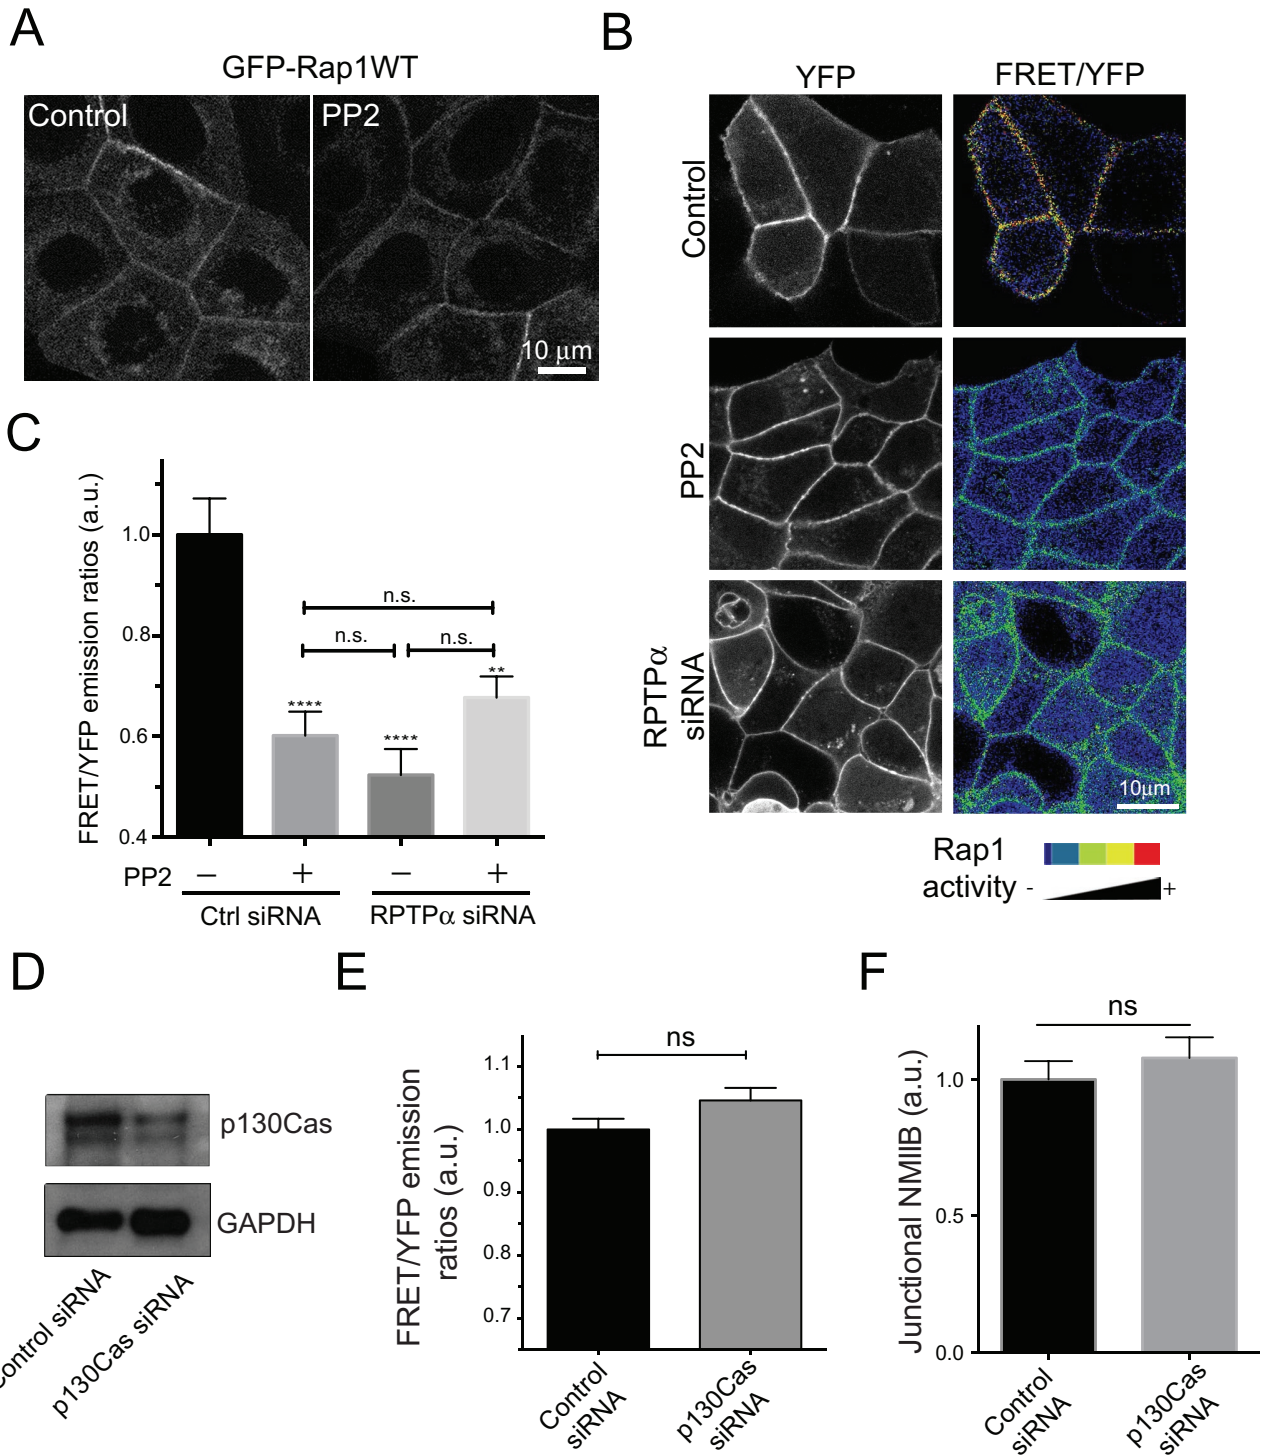 A
GFP-Rap1WT
Control
PP2
10 μm
B
YFP
FRET/YFP
Control
PP2
RPTPα
siRNA
10μm
Rap1
activity - +
C
FRET/YFP emission ratios (a.u.)
1.0
0.8
0.6
0.4
n.s.
n.s.
n.s.
****
****
**
PP2 − + − +
Ctrl siRNA
RPTPα siRNA
D
p130Cas
GAPDH
Control siRNA
p130Cas siRNA
E
FRET/YFP emission
ratios (a.u.)
1.1
1.0
0.9
0.8
0.7
ns
Control
siRNA
p130Cas
siRNA
F
Junctional NMIIB (a.u.)
1.0
0.5
0.0
ns
Control
siRNA
p130Cas
siRNA